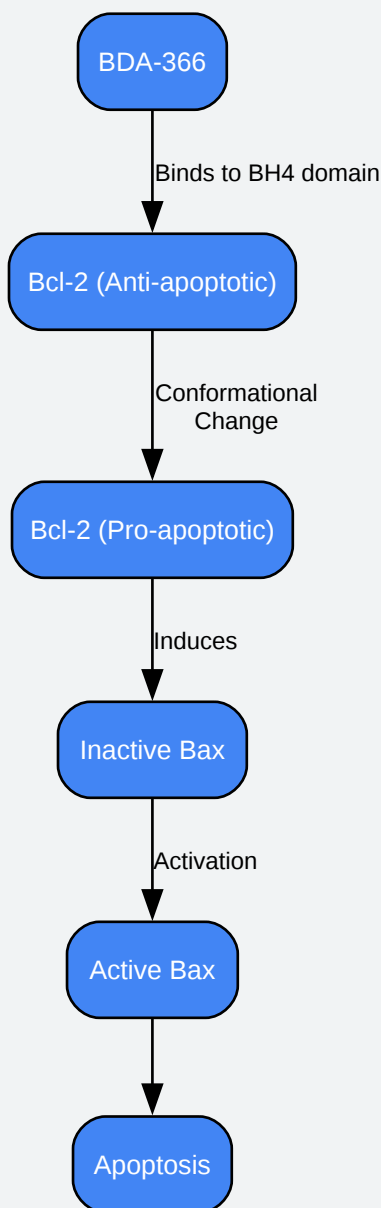 BDA-366
Binds to BH4 domain
Bcl-2 (Anti-apoptotic)
Conformational
Change
Bcl-2 (Pro-apoptotic)
Induces
Inactive Bax
Activation
Active Bax
Apoptosis